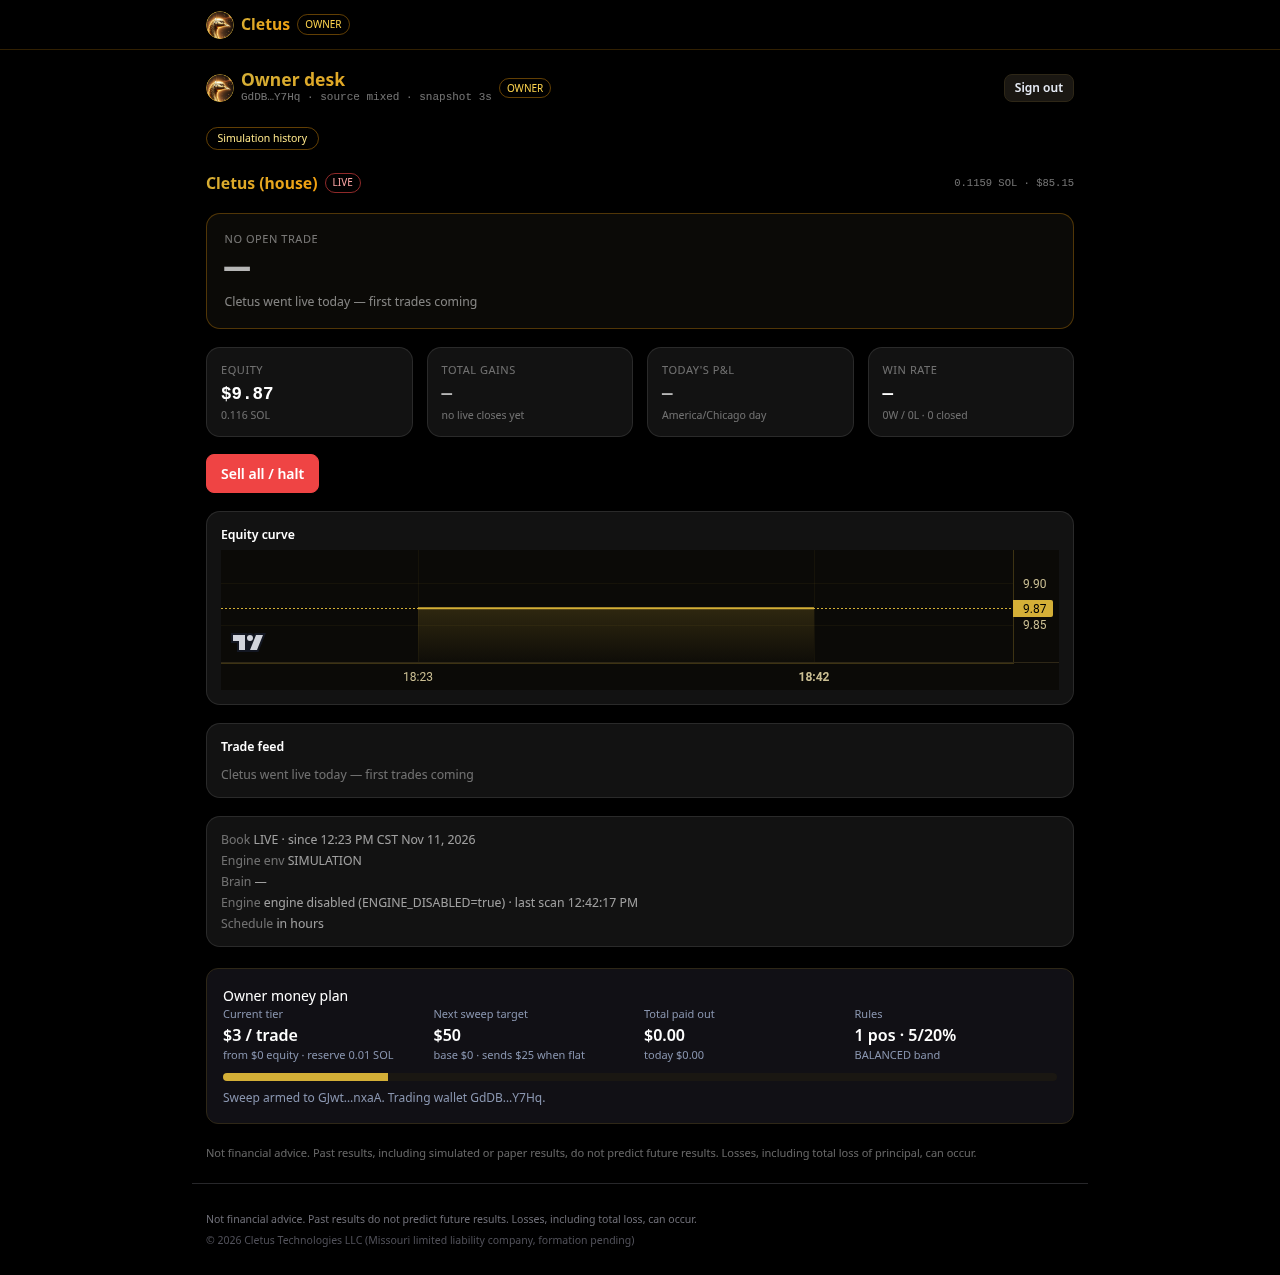 Cletus OWNER
Owner desk
GdDB…Y7Hq · source mixed · snapshot 3s OWNER
Sign out
Simulation history
Cletus (house) LIVE
0.1159 SOL · $85.15
NO OPEN TRADE
—
Cletus went live today — first trades coming
EQUITY
$9.87
0.116 SOL
TOTAL GAINS
—
no live closes yet
TODAY'S P&L
—
America/Chicago day
WIN RATE
—
0W / 0L · 0 closed
Sell all / halt
Equity curve
9.90
9.87
9.85
18:23
18:42
Trade feed
Cletus went live today — first trades coming
Book LIVE · since 12:23 PM CST Nov 11, 2026
Engine env SIMULATION
Brain —
Engine engine disabled (ENGINE_DISABLED=true) · last scan 12:42:17 PM
Schedule in hours
Owner money plan
Current tier
$3 / trade
from $0 equity · reserve 0.01 SOL
Next sweep target
$50
base $0 · sends $25 when flat
Total paid out
$0.00
today $0.00
Rules
1 pos · 5/20%
BALANCED band
Sweep armed to GJwt…nxaA. Trading wallet GdDB…Y7Hq.
Not financial advice. Past results, including simulated or paper results, do not predict future results. Losses, including total loss of principal, can occur.
Not financial advice. Past results do not predict future results. Losses, including total loss, can occur.
© 2026 Cletus Technologies LLC (Missouri limited liability company, formation pending)